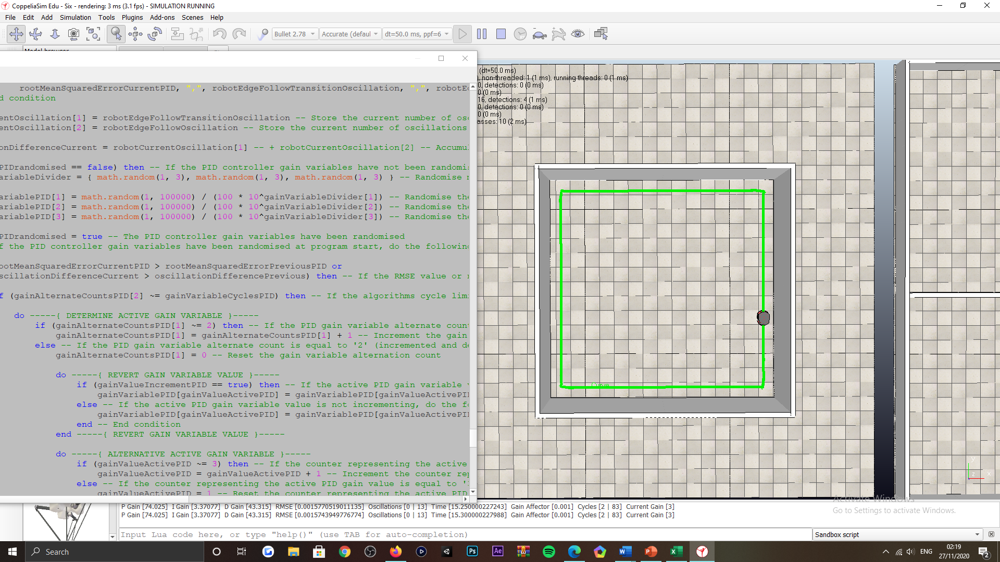 CoppeliaSim Edu - Six - rendering: 3 ms (3.1 fps) - SIMULATION RUNNING
File Edit Add Simulation Tools Plugins Add-ons Scenes Help
Bullet 2.78 Accurate (defaul dt=50.0 ms, ppf=6
(dt=50.0 ms)
, non-threaded: 1 (1 ms), running threads: 0 (1 ms)
0, detections: 0 (0 ms)
0 (0 ms)
16, detections: 4 (1 ms)
0, detections: 0 (0 ms)
0 (0 ms)
asses: 10 (2 ms)
rootMeanSquaredErrorCurrentPID, ",", robotEdgeFollowTransitionOscillation, ",", robotE
d condition
entOscillation[1] = robotEdgeFollowTransitionOscillation -- Store the current number of os
entOscillation[2] = robotEdgeFollowOscillation -- Store the current number of oscillations
onDifferenceCurrent = robotCurrentOscillation[1] -- + robotCurrentOscillation[2] -- Accumu
PIDrandomised == false) then -- If the PID controller gain variables have not been randomi
ariableDivider = { math.random(1, 3), math.random(1, 3), math.random(1, 3) } -- Randomise
ariablePID[1] = math.random(1, 100000) / (100 * 10^gainVariableDivider[1]) -- Randomise the
ariablePID[2] = math.random(1, 100000) / (100 * 10^gainVariableDivider[2]) -- Randomise the
ariablePID[3] = math.random(1, 100000) / (100 * 10^gainVariableDivider[3]) -- Randomise the
PIDrandomised = true -- The PID controller gain variables have been randomised
f the PID controller gain variables have been randomised at program start, do the following
ootMeanSquaredErrorCurrentPID > rootMeanSquaredErrorPreviousPID or
scillationDifferenceCurrent > oscillationDifferencePrevious) then -- If the RMSE value or
f (gainAlternateCountsPID[2] ~= gainVariableCyclesPID) then -- If the algorithms cycle lim
do -----{ DETERMINE ACTIVE GAIN VARIABLE }-----
if (gainAlternateCountsPID[1] ~= 2) then -- If the PID gain variable alternate coun
gainAlternateCountsPID[1] = gainAlternateCountsPID[1] + 1 -- Increment the gain
else -- If the PID gain variable alternate count is equal to '2' (incremented and de
gainAlternateCountsPID[1] = 0 -- Reset the gain variable alternation count
do -----{ REVERT GAIN VARIABLE VALUE }-----
if (gainValueIncrementPID == true) then -- If the active PID gain variable
gainVariablePID[gainValueActivePID] = gainVariablePID[gainValueActivePI
else -- If the active PID gain variable value is not incrementing, do the fo
gainVariablePID[gainValueActivePID] = gainVariablePID[gainValueActivePI
end -- End condition
end -----{ REVERT GAIN VARIABLE VALUE }-----
do -----{ ALTERNATIVE ACTIVE GAIN VARIABLE }-----
if (gainValueActivePID ~= 3) then -- If the counter representing the active
gainValueActivePID = gainValueActivePID + 1 -- Increment the counter rep
else -- If the counter representing the active PID gain value is equal to '
gainValueActivePID = 1 -- Reset the counter representing the active PID
Curve
y
z x
P Gain [74.025] I Gain [3.37077] D Gain [43.315] RMSE [0.0015770519011135] Oscillations [0 | 13] Time [15.250000227243] Gain Affector [0.001] Cycles [2 | 83] Current Gain [3]
P Gain [74.025] I Gain [3.37077] D Gain [43.315] RMSE [0.0015743949776774] Oscillations [0 | 13] Time [15.300000227988] Gain Affector [0.001] Cycles [2 | 83] Current Gain [3]
Activate Windows
Go to Settings to activate Windows.
Input Lua code here, or type "help()" (use TAB for auto-completion)
Sandbox script
Search
Ps
Ae
ENG
02:19
27/11/2020
2